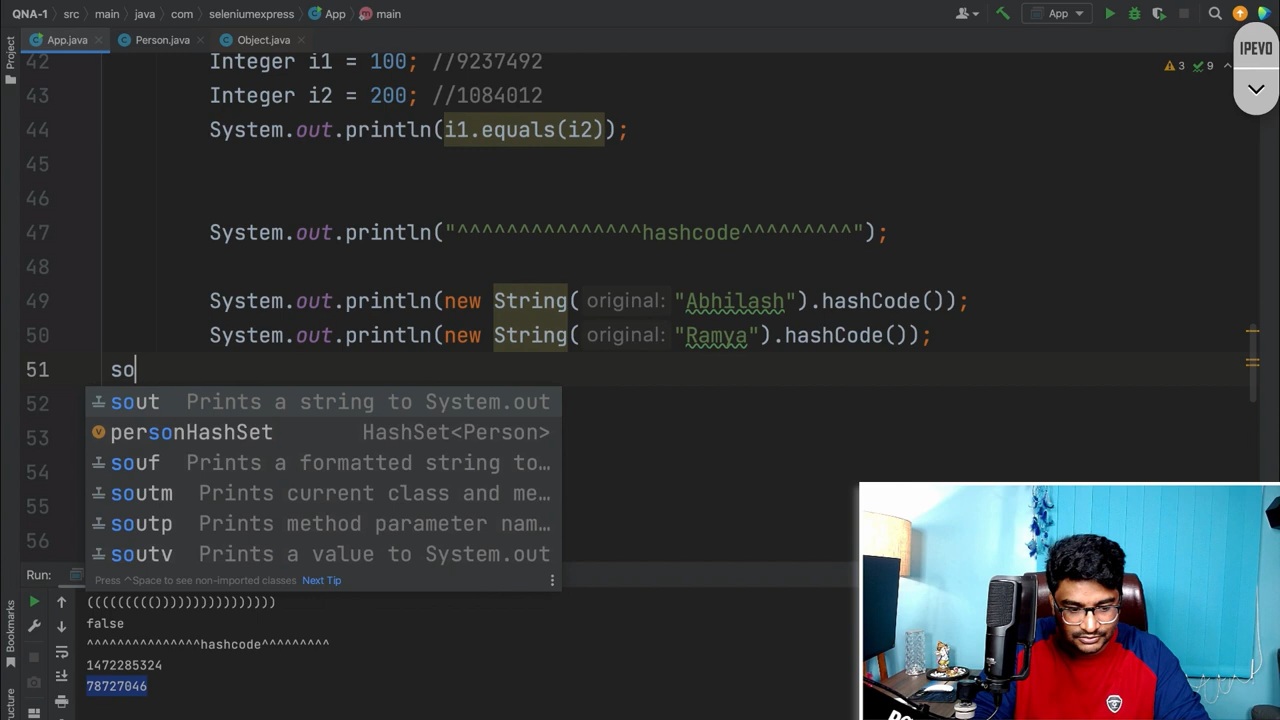 QNA-1 src main java com seleniumexpress App main App
Project App.java Person.java Object.java IPEVO
42 Integer i1 = 100; //9237492 3 9
43 Integer i2 = 200; //1084012
44 System.out.println(i1.equals(i2));
45
46
47 System.out.println("^^^^^^^^^^^^^^^hashcode^^^^^^^^^");
48
49 System.out.println(new String( original: "Abhilash").hashCode());
50 System.out.println(new String( original: "Ramya").hashCode());
51 so
52 sout Prints a string to System.out
53 personHashSet HashSet<Person>
54 souf Prints a formatted string to…
soutm Prints current class and me…
55 soutp Prints method parameter nam…
56 soutv Prints a value to System.out
Run: Press ^Space to see non-imported classes Next Tip
((((((((()))))))))))))))
false
^^^^^^^^^^^^^^^hashcode^^^^^^^^^
1472285324
78727046
Bookmarks